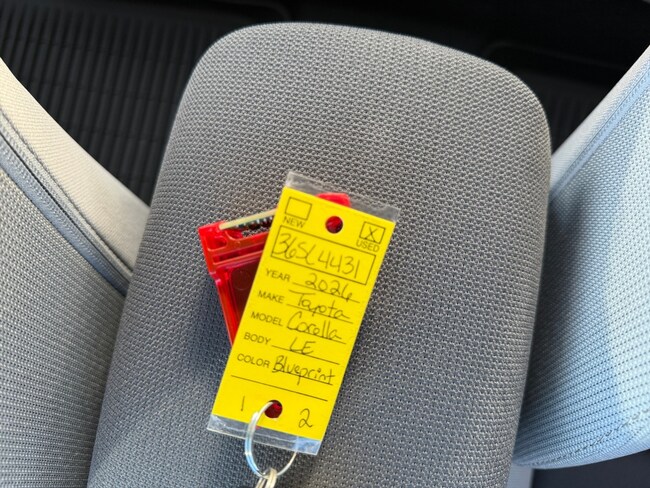 NEW X USED
36SL4431
YEAR 2024
MAKE Toyota
MODEL Corolla
BODY LE
COLOR Blueprint
1 2